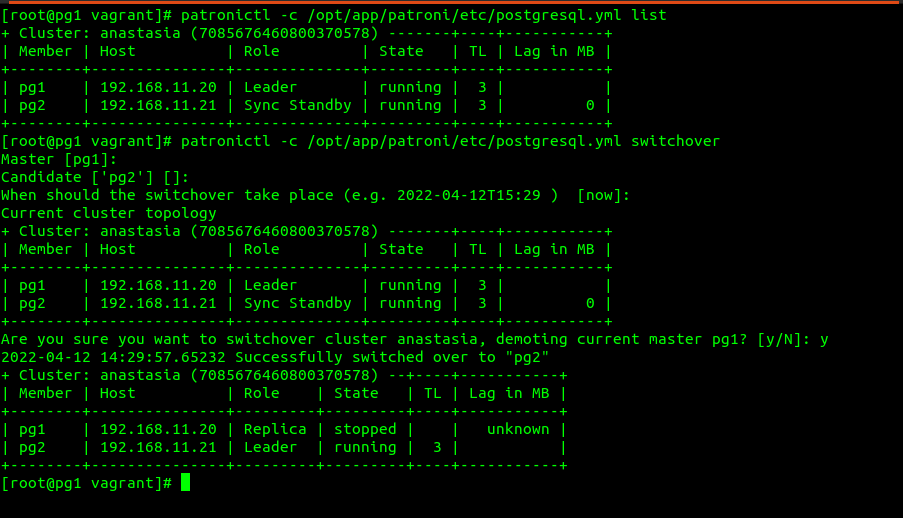 [root@pg1 vagrant]# patronictl -c /opt/app/patroni/etc/postgresql.yml list
+ Cluster: anastasia (7085676460800370578) -------+----+-----------+
| Member | Host          | Role         | State   | TL | Lag in MB |
+--------+---------------+--------------+---------+----+-----------+
| pg1    | 192.168.11.20 | Leader       | running |  3 |           |
| pg2    | 192.168.11.21 | Sync Standby | running |  3 |         0 |
+--------+---------------+--------------+---------+----+-----------+
[root@pg1 vagrant]# patronictl -c /opt/app/patroni/etc/postgresql.yml switchover
Master [pg1]:
Candidate ['pg2'] []:
When should the switchover take place (e.g. 2022-04-12T15:29 )  [now]:
Current cluster topology
+ Cluster: anastasia (7085676460800370578) -------+----+-----------+
| Member | Host          | Role         | State   | TL | Lag in MB |
+--------+---------------+--------------+---------+----+-----------+
| pg1    | 192.168.11.20 | Leader       | running |  3 |           |
| pg2    | 192.168.11.21 | Sync Standby | running |  3 |         0 |
+--------+---------------+--------------+---------+----+-----------+
Are you sure you want to switchover cluster anastasia, demoting current master pg1? [y/N]: y
2022-04-12 14:29:57.65232 Successfully switched over to "pg2"
+ Cluster: anastasia (7085676460800370578) --+----+-----------+
| Member | Host          | Role    | State   | TL | Lag in MB |
+--------+---------------+---------+---------+----+-----------+
| pg1    | 192.168.11.20 | Replica | stopped |    |   unknown |
| pg2    | 192.168.11.21 | Leader  | running |  3 |           |
+--------+---------------+---------+---------+----+-----------+
[root@pg1 vagrant]#